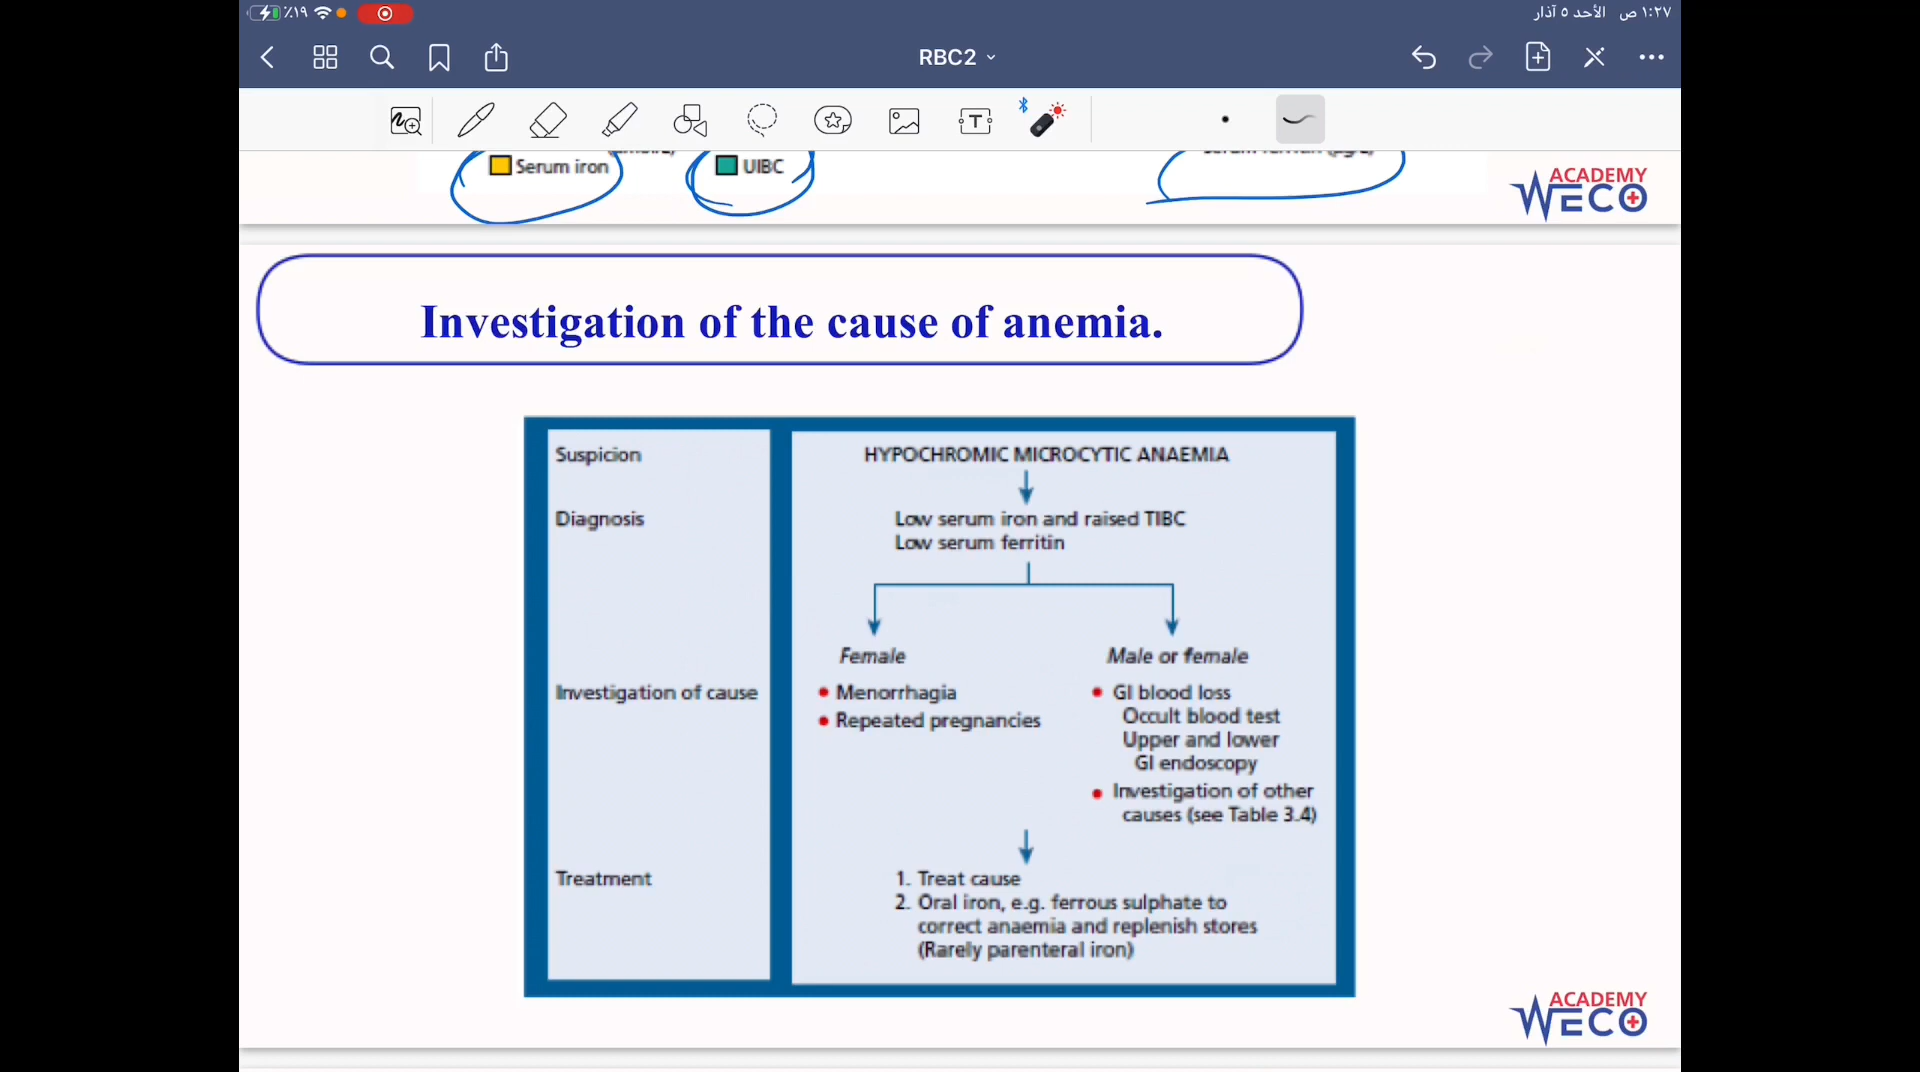 ٪١٩
١:٢٧ ص الأحد ٥ آذار
RBC2
Serum iron
UIBC
ACADEMY
WECO
Investigation of the cause of anemia.
Suspicion
HYPOCHROMIC MICROCYTIC ANAEMIA
Diagnosis
Low serum iron and raised TIBC
Low serum ferritin
Female
Male or female
Investigation of cause
• Menorrhagia
• Repeated pregnancies
• GI blood loss
Occult blood test
Upper and lower
GI endoscopy
• Investigation of other
causes (see Table 3.4)
Treatment
1. Treat cause
2. Oral iron, e.g. ferrous sulphate to
correct anaemia and replenish stores
(Rarely parenteral iron)
ACADEMY
WECO